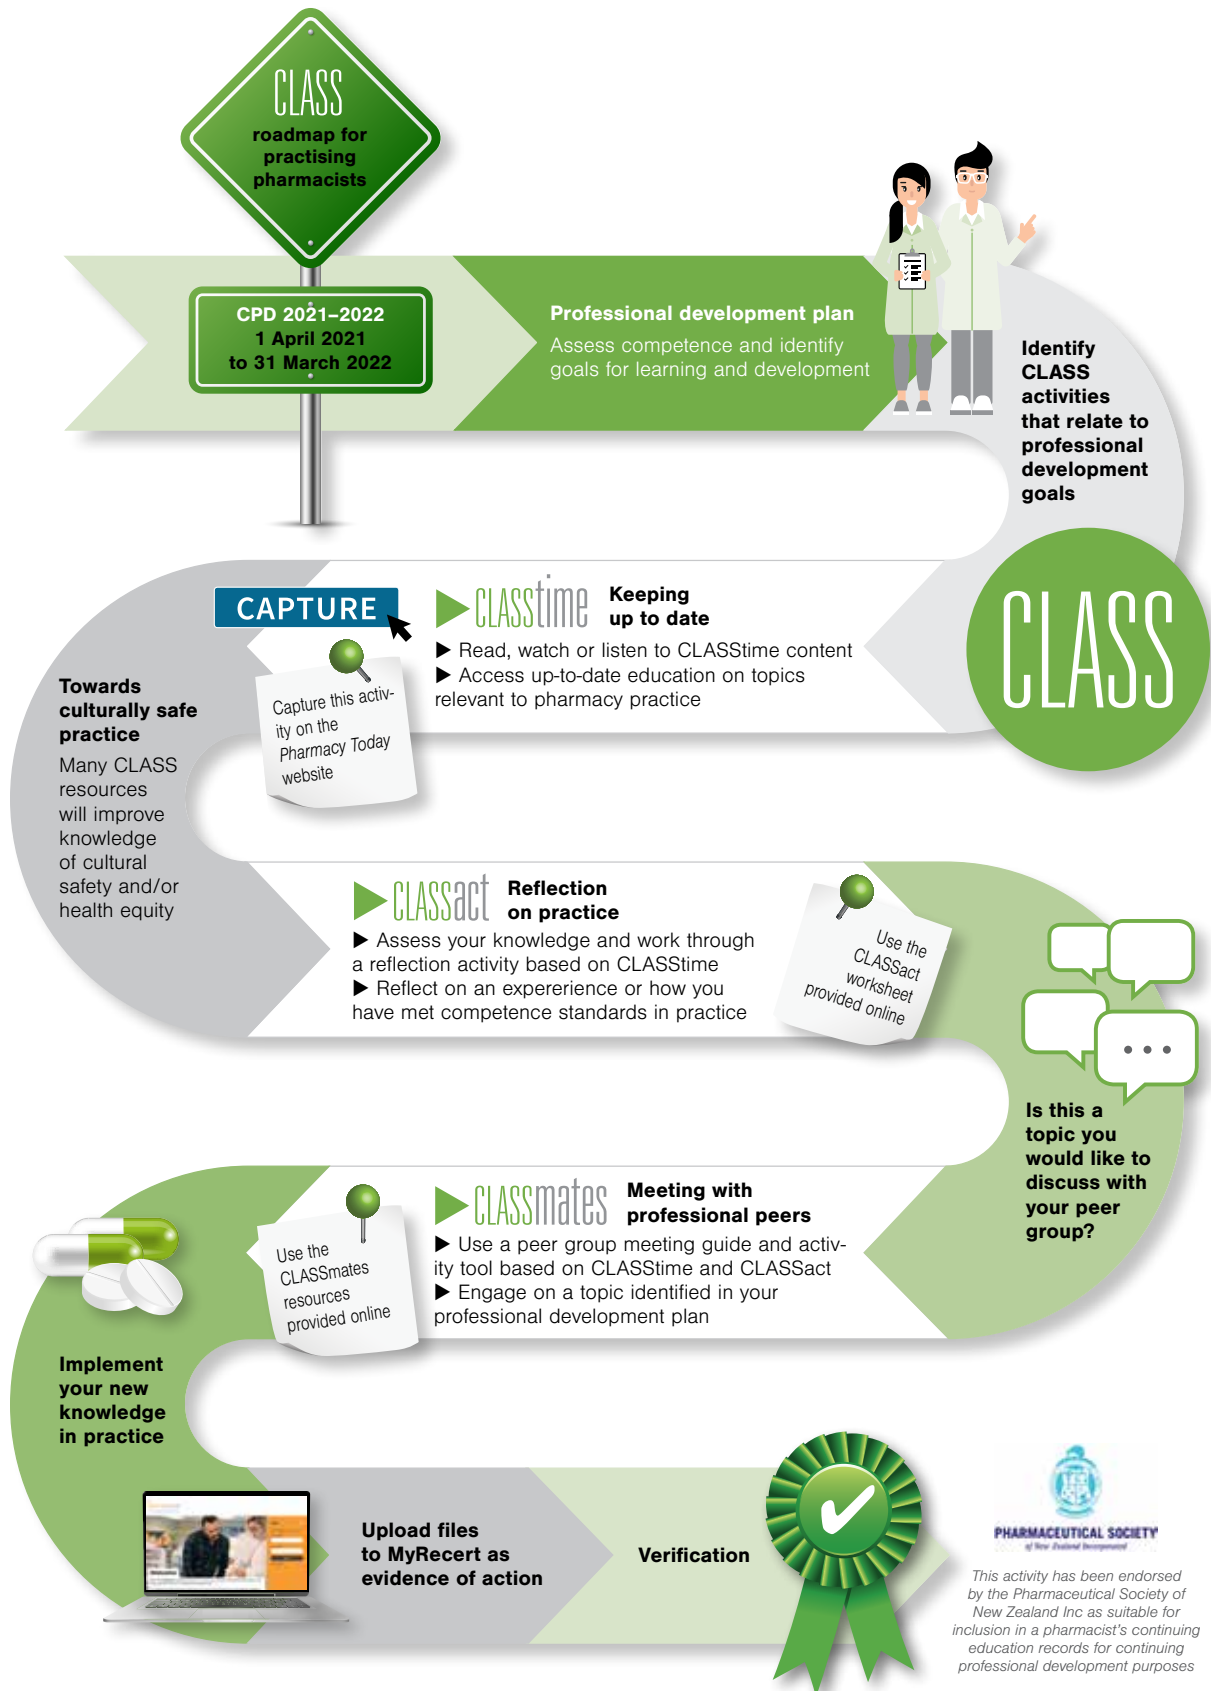 CLASS
roadmap for
practising
pharmacists
CPD 2021–2022
1 April 2021
to 31 March 2022
Professional development plan
Assess competence and identify
goals for learning and development
Identify
CLASS
activities
that relate to
professional
development
goals
CLASS
CAPTURE
CLASStime
Keeping
up to date
▶ Read, watch or listen to CLASStime content
▶ Access up-to-date education on topics
relevant to pharmacy practice
Capture this activ-
ity on the
Pharmacy Today
website
Towards
culturally safe
practice
Many CLASS
resources
will improve
knowledge
of cultural
safety and/or
health equity
CLASSact
Reflection
on practice
▶ Assess your knowledge and work through
a reflection activity based on CLASStime
▶ Reflect on an expererience or how you
have met competence standards in practice
Use the
CLASSact
worksheet
provided online
Is this a
topic you
would like to
discuss with
your peer
group?
CLASSmates
Meeting with
professional peers
▶ Use a peer group meeting guide and activ-
ity tool based on CLASStime and CLASSact
▶ Engage on a topic identified in your
professional development plan
Use the
CLASSmates
resources
provided online
Implement
your new
knowledge
in practice
Upload files
to MyRecert as
evidence of action
Verification
PHARMACEUTICAL SOCIETY
of New Zealand Incorporated
This activity has been endorsed
by the Pharmaceutical Society of
New Zealand Inc as suitable for
inclusion in a pharmacist's continuing
education records for continuing
professional development purposes